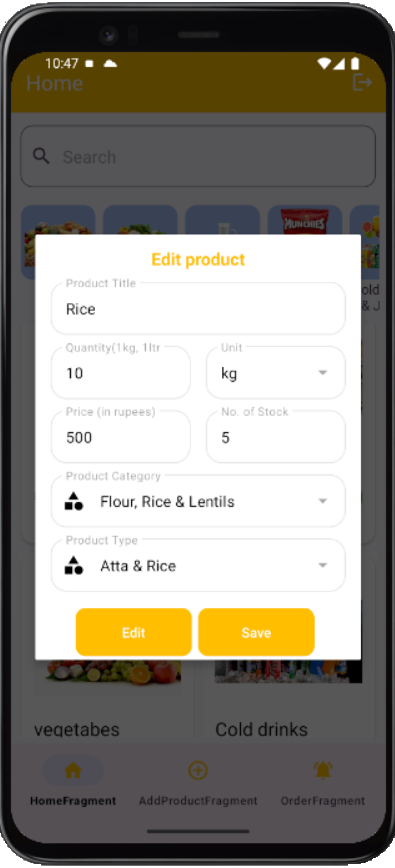 10:47
Home
Search
MUNCHIES
old
& J
Edit product
Product Title
Rice
Quantity(1kg, 1ltr
Unit
10
kg
Price (in rupees)
No. of Stock
500
5
Product Category
Flour, Rice & Lentils
Product Type
Atta & Rice
Edit
Save
vegetabes
Cold drinks
HomeFragment
AddProductFragment
OrderFragment